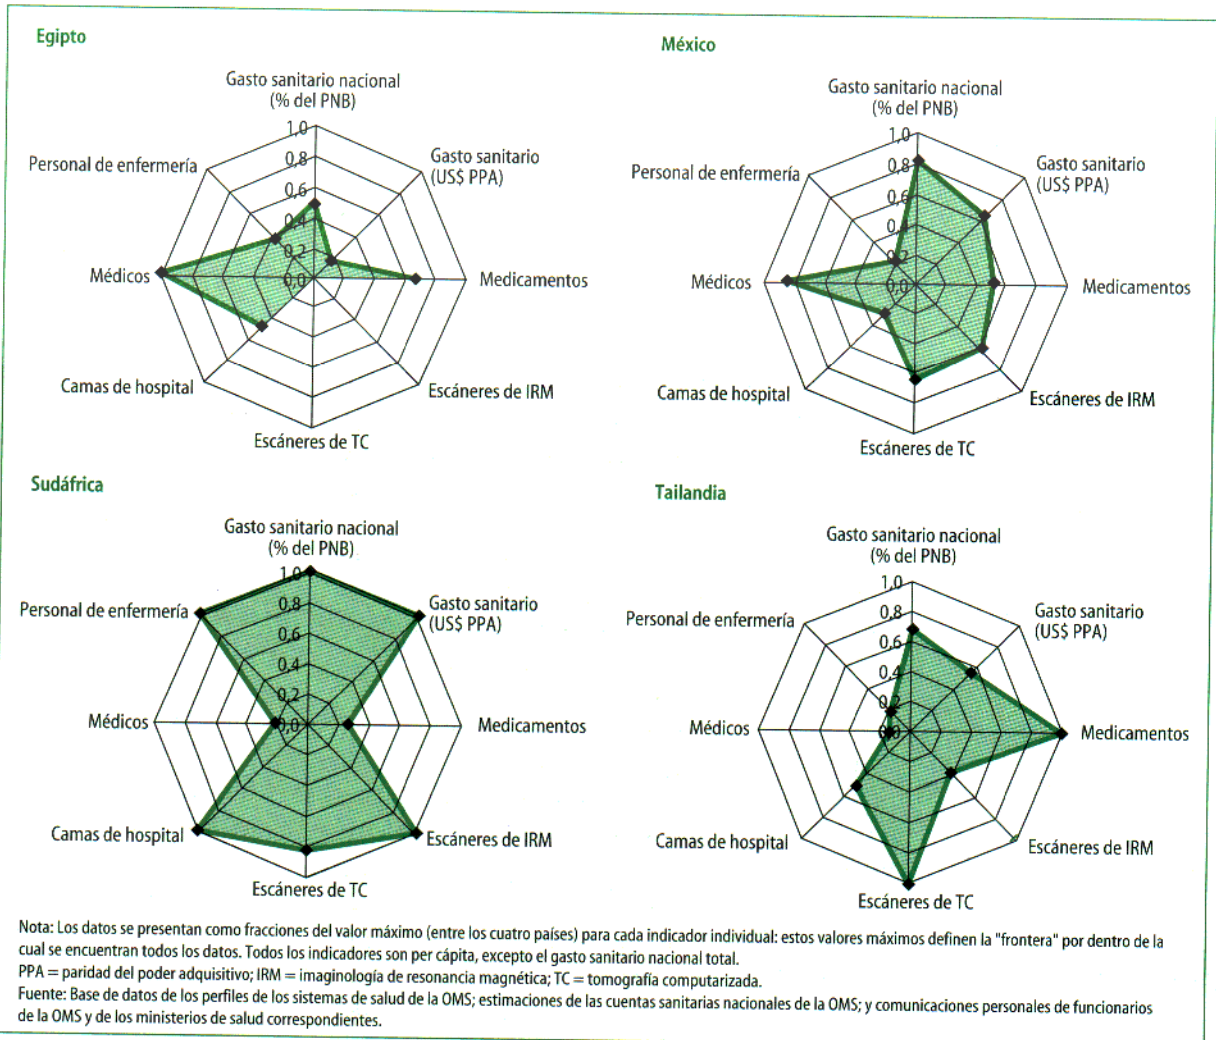 Egipto
Gasto sanitario nacional
(% del PNB)
1,0
0,8
0,6
0,4
0,2
0,0
Gasto sanitario
(US$ PPA)
Personal de enfermería
Médicos
Medicamentos
Camas de hospital
Escáneres de IRM
Escáneres de TC
México
Gasto sanitario nacional
(% del PNB)
1,0
0,8
0,6
0,4
0,2
0,0
Gasto sanitario
(US$ PPA)
Personal de enfermería
Médicos
Medicamentos
Camas de hospital
Escáneres de IRM
Escáneres de TC
Sudáfrica
Gasto sanitario nacional
(% del PNB)
1,0
0,8
0,6
0,4
0,2
0,0
Gasto sanitario
(US$ PPA)
Personal de enfermería
Médicos
Medicamentos
Camas de hospital
Escáneres de IRM
Escáneres de TC
Tailandia
Gasto sanitario nacional
(% del PNB)
1,0
0,8
0,6
0,4
0,2
0,0
Gasto sanitario
(US$ PPA)
Personal de enfermería
Médicos
Medicamentos
Camas de hospital
Escáneres de IRM
Escáneres de TC
Nota: Los datos se presentan como fracciones del valor máximo (entre los cuatro países) para cada indicador individual: estos valores máximos definen la "frontera" por dentro de la
cual se encuentran todos los datos. Todos los indicadores son per cápita, excepto el gasto sanitario nacional total.
PPA = paridad del poder adquisitivo; IRM = imaginología de resonancia magnética; TC = tomografía computarizada.
Fuente: Base de datos de los perfiles de los sistemas de salud de la OMS; estimaciones de las cuentas sanitarias nacionales de la OMS; y comunicaciones personales de funcionarios
de la OMS y de los ministerios de salud correspondientes.